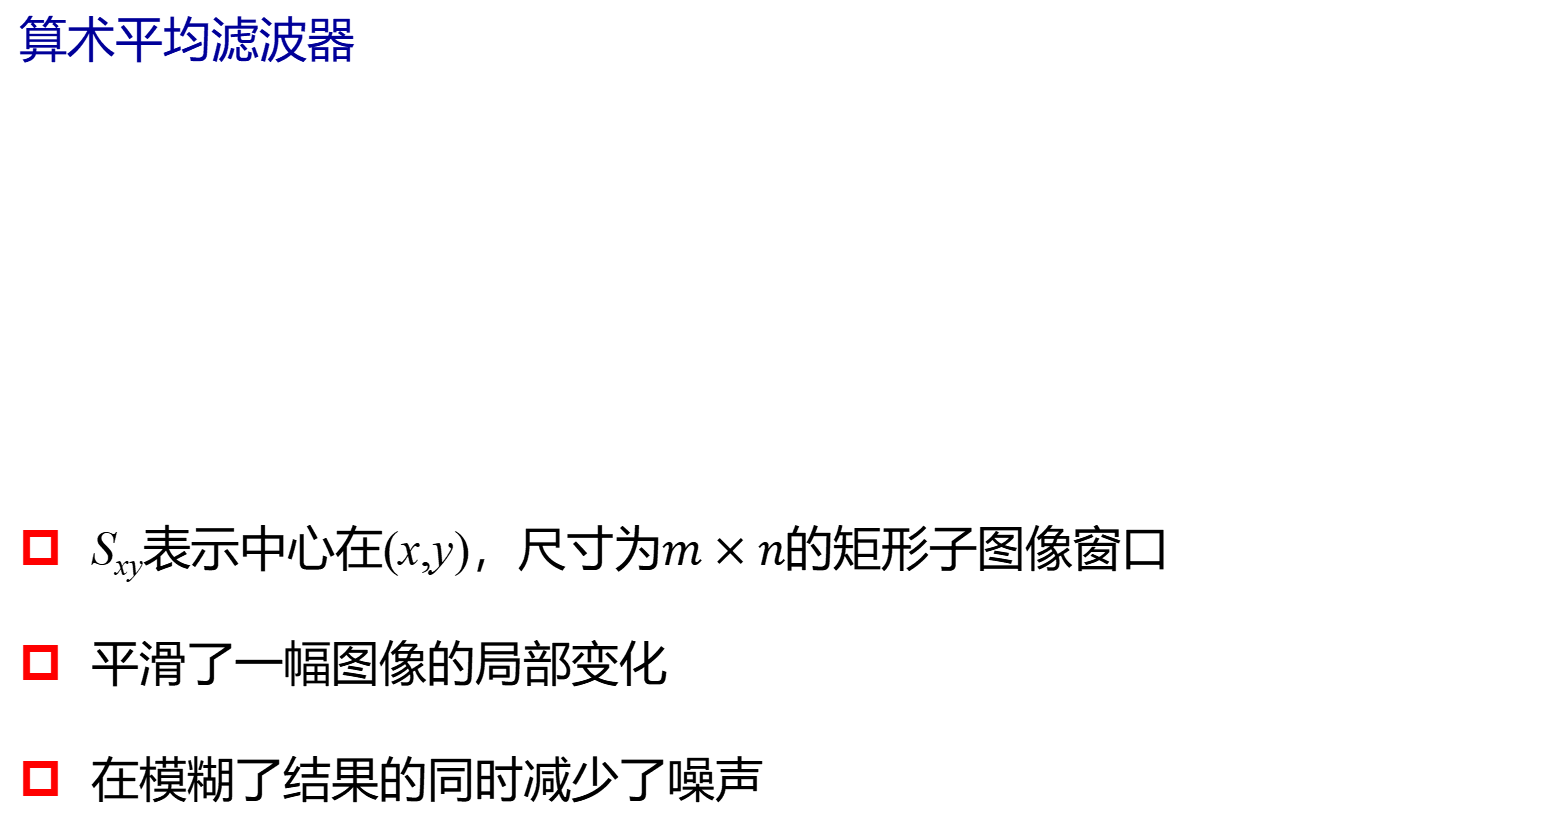 算术平均滤波器
Sxy表示中心在(x,y)，尺寸为m × n的矩形子图像窗口
平滑了一幅图像的局部变化
在模糊了结果的同时减少了噪声